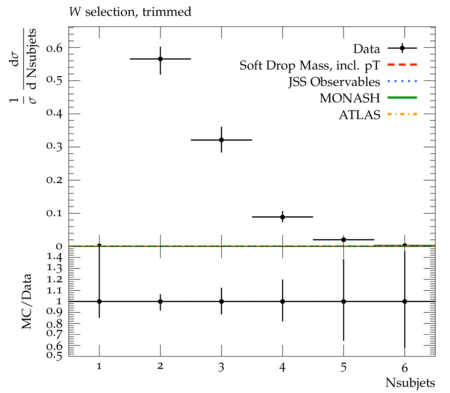 W selection, trimmed
1/σ dσ/d Nsubjets
Data
Soft Drop Mass, incl. pT
JSS Observables
MONASH
ATLAS
0.6
0.5
0.4
0.3
0.2
0.1
0
MC/Data
1.4
1.3
1.2
1.1
1
0.9
0.8
0.7
0.6
0.5
1 2 3 4 5 6
Nsubjets